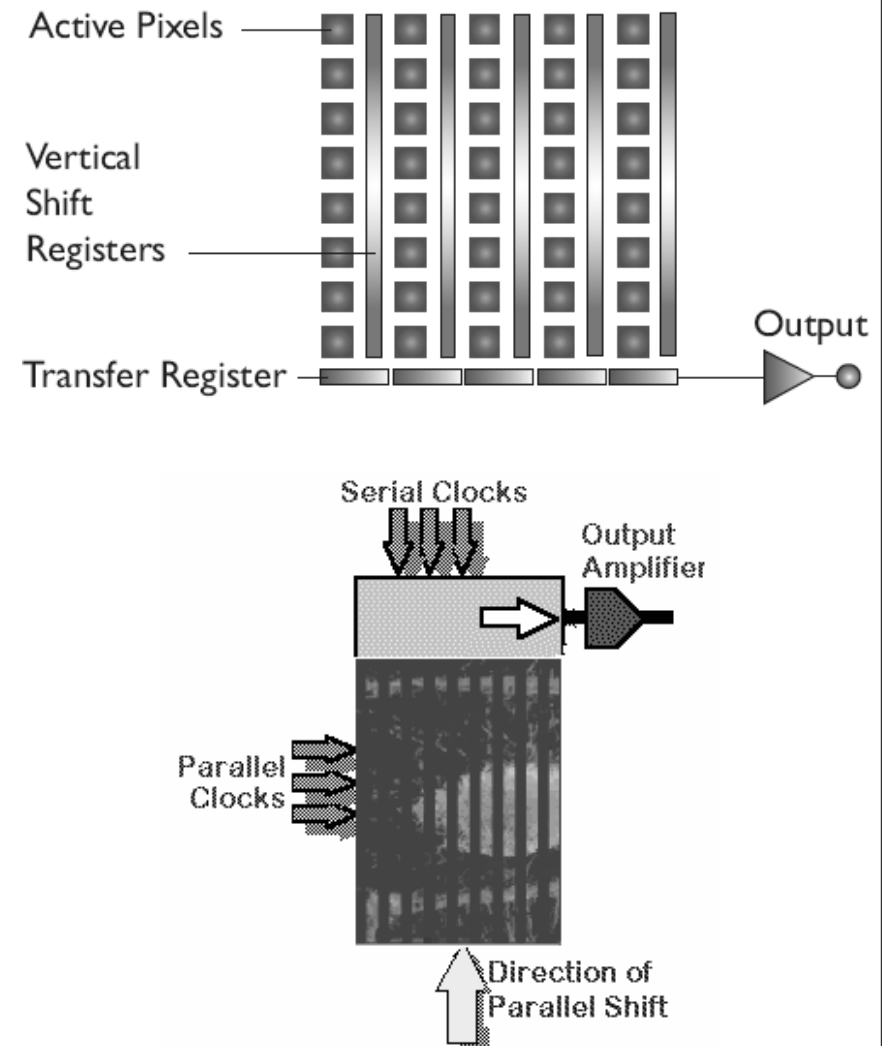 Active Pixels
Vertical
Shift
Registers
Output
Transfer Register
Serial Clocks
Output
Amplifier
Parallel
Clocks
Direction of
Parallel Shift